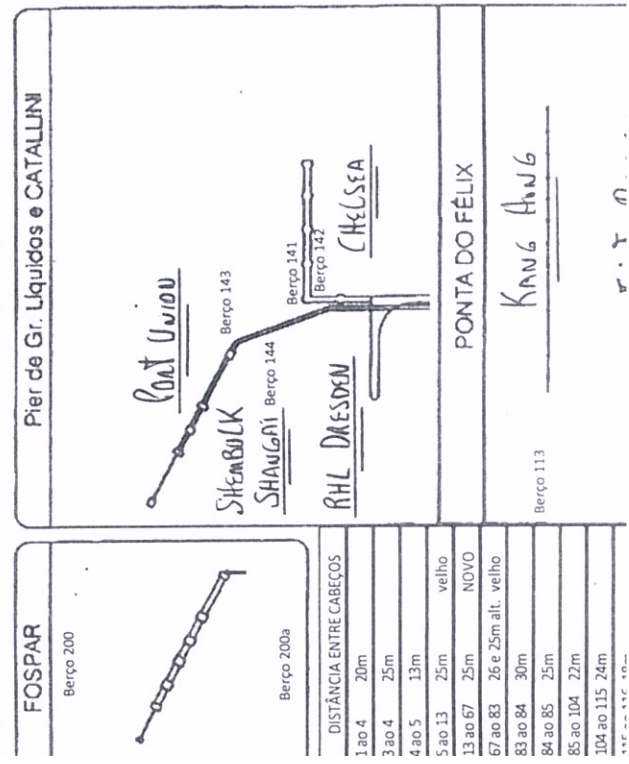 FOSPAR
Berço 200
Berço 200a
DISTÂNCIA ENTRE CABEÇOS
1 ao 4 20m
3 ao 4 25m
4 ao 5 13m
5 ao 13 25m velho
13 ao 67 25m NOVO
67 ao 83 26 e 25m alt. velho
83 ao 84 30m
84 ao 85 25m
85 ao 104 22m
104 ao 115 24m
Pier de Gr. Líquidos e CATALLINI
PORT UNION
Berço 143
SHEMBULK
SHANGAI
Berço 144
Berço 141
Berço 142
CHELSEA
RHL DRESDEN
PONTA DO FÉLIX
KANG HING
Berço 113